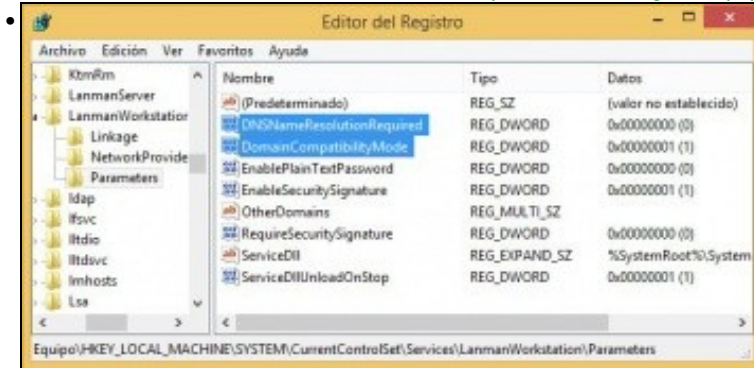 Editor del Registro
Archivo Edición Ver Favoritos Ayuda
KtmRm
LanmanServer
LanmanWorkstation
Linkage
NetworkProvide
Parameters
ldap
lfsvc
lltdio
lltdsvc
lmhosts
Lsa
Nombre Tipo Datos
(Predeterminado) REG_SZ (valor no establecido)
DNSNameResolutionRequired REG_DWORD 0x00000000 (0)
DomainCompatibilityMode REG_DWORD 0x00000001 (1)
EnablePlainTextPassword REG_DWORD 0x00000000 (0)
EnableSecuritySignature REG_DWORD 0x00000001 (1)
OtherDomains REG_MULTI_SZ
RequireSecuritySignature REG_DWORD 0x00000000 (0)
ServiceDll REG_EXPAND_SZ %SystemRoot%\System
ServiceDllUnloadOnStop REG_DWORD 0x00000001 (1)
Equipo\HKEY_LOCAL_MACHINE\SYSTEM\CurrentControlSet\Services\LanmanWorkstation\Parameters